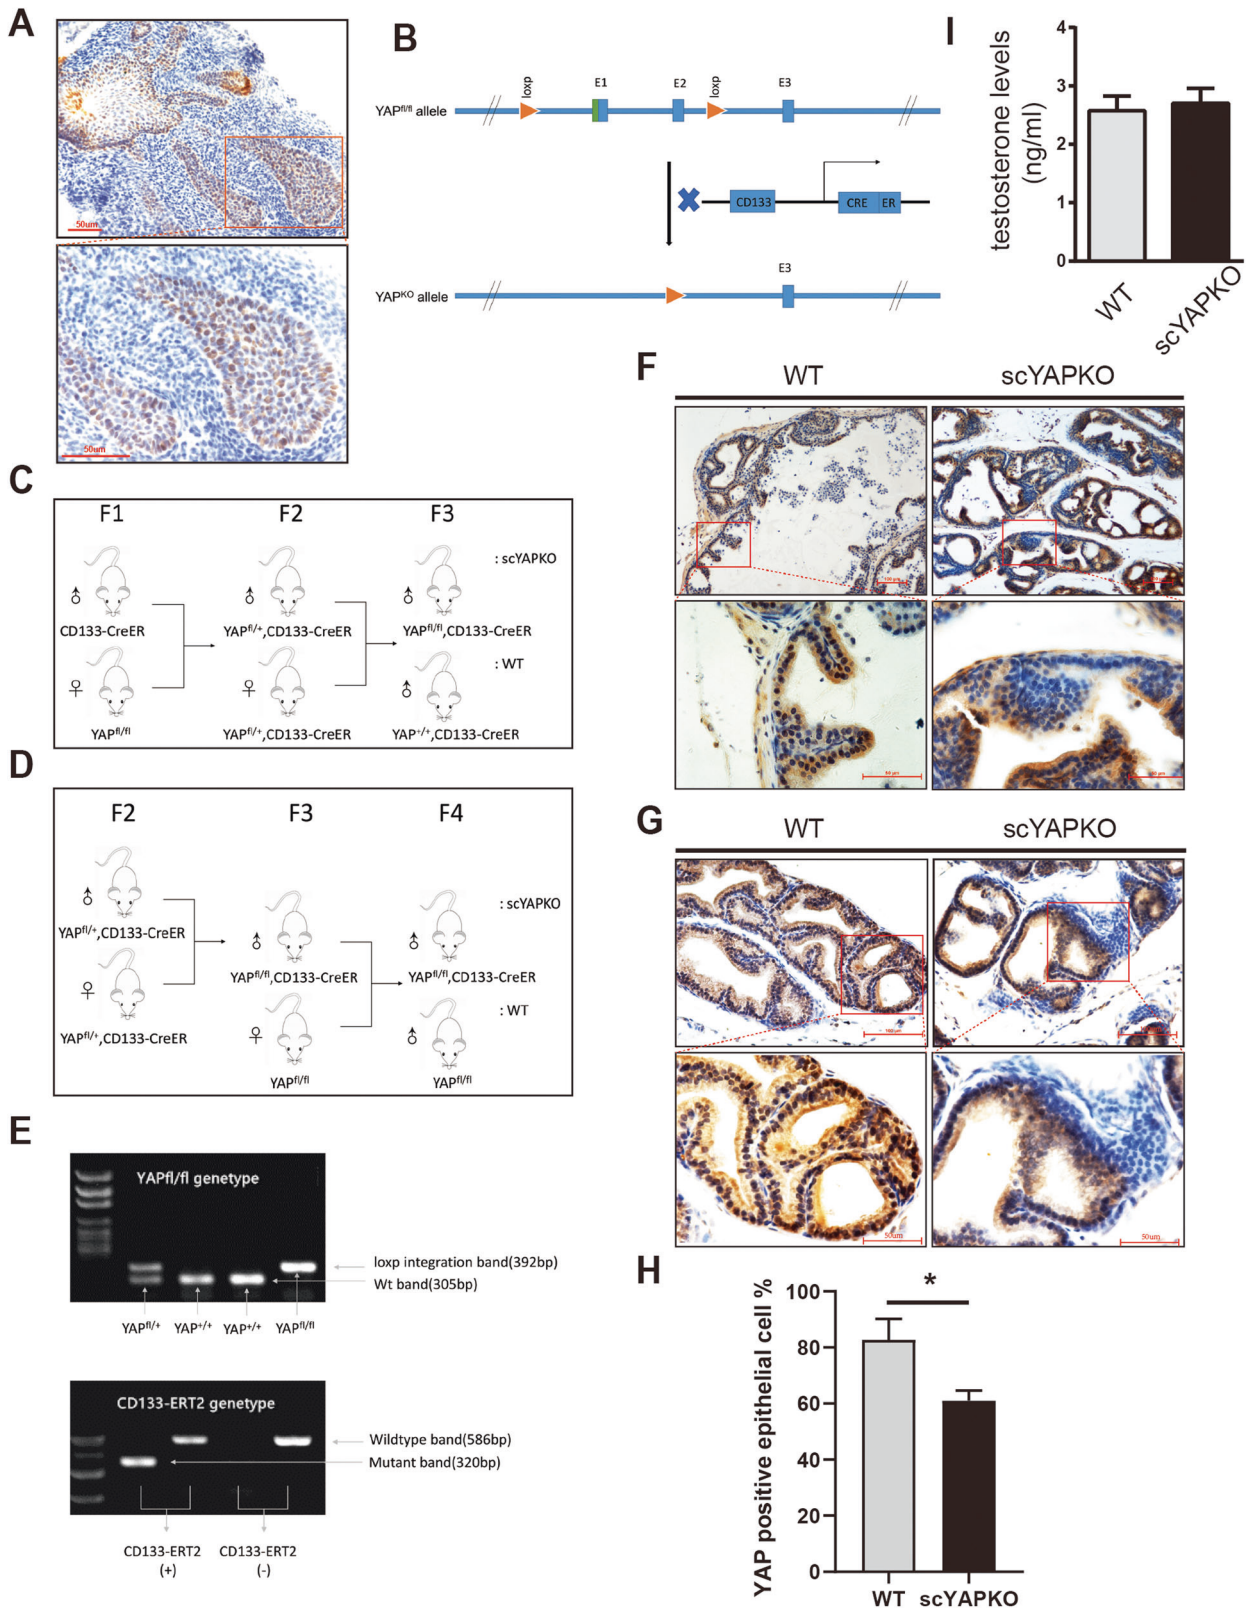 A
50um
50um
B
loxp
E1
E2
loxp
E3
YAPfl/fl allele
CD133
CRE
ER
E3
YAPKO allele
I
testosterone levels
(ng/ml)
4
3
2
1
0
WT
scYAPKO
C
F1
F2
F3
: scYAPKO
♂
♂
♂
CD133-CreER
YAPfl/+,CD133-CreER
YAPfl/fl,CD133-CreER
: WT
♀
♀
♂
YAPfl/fl
YAPfl/+,CD133-CreER
YAP+/+,CD133-CreER
D
F2
F3
F4
♂
: scYAPKO
YAPfl/+,CD133-CreER
♂
♂
YAPfl/fl,CD133-CreER
YAPfl/fl,CD133-CreER
♀
: WT
YAPfl/+,CD133-CreER
♀
♂
YAPfl/fl
YAPfl/fl
E
YAPfl/fl genetype
loxp integration band(392bp)
Wt band(305bp)
YAPfl/+
YAP+/+
YAP+/+
YAPfl/fl
CD133-ERT2 genetype
Wildtype band(586bp)
Mutant band(320bp)
CD133-ERT2
(+)
CD133-ERT2
(-)
F
WT
scYAPKO
100 μm
50 μm
G
WT
scYAPKO
100μm
50um
50um
H
YAP positive epithelial cell %
*
100
80
60
40
20
0
WT
scYAPKO